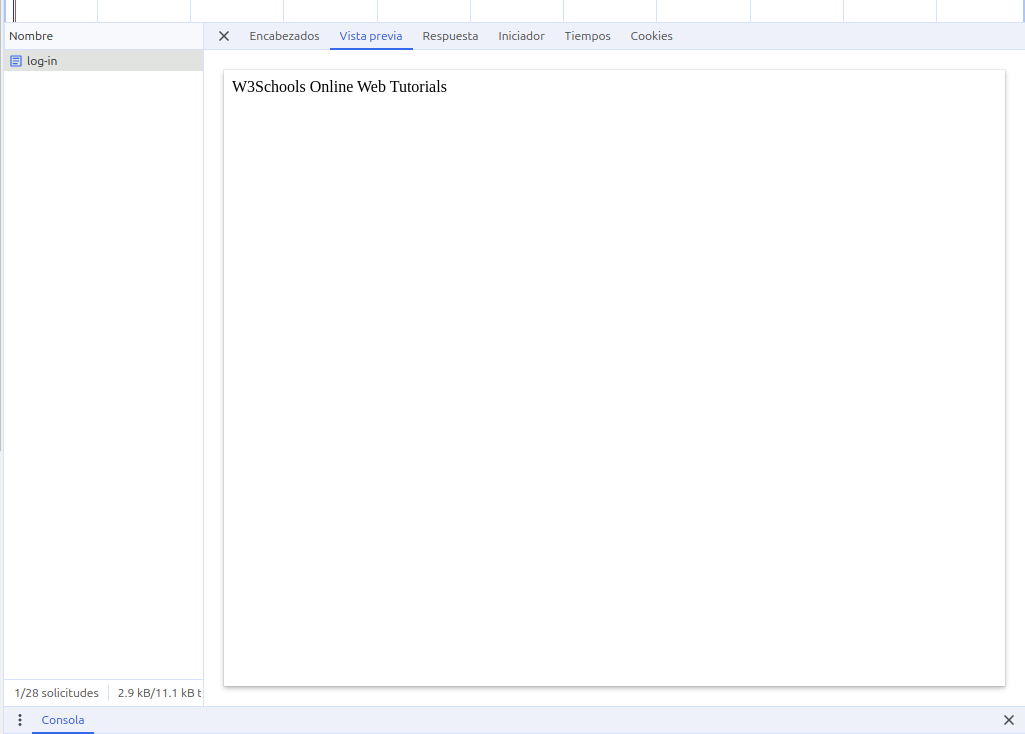 Nombre
Encabezados Vista previa Respuesta Iniciador Tiempos Cookies
log-in
W3Schools Online Web Tutorials
1/28 solicitudes 2.9 kB/11.1 kB t
Consola